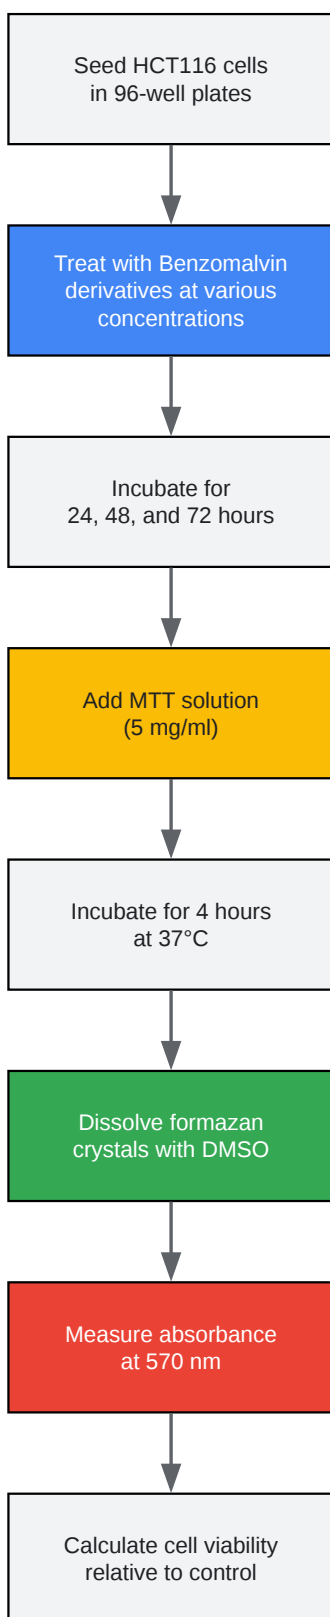 Seed HCT116 cells
in 96-well plates
Treat with Benzomalvin
derivatives at various
concentrations
Incubate for
24, 48, and 72 hours
Add MTT solution
(5 mg/ml)
Incubate for 4 hours
at 37°C
Dissolve formazan
crystals with DMSO
Measure absorbance
at 570 nm
Calculate cell viability
relative to control